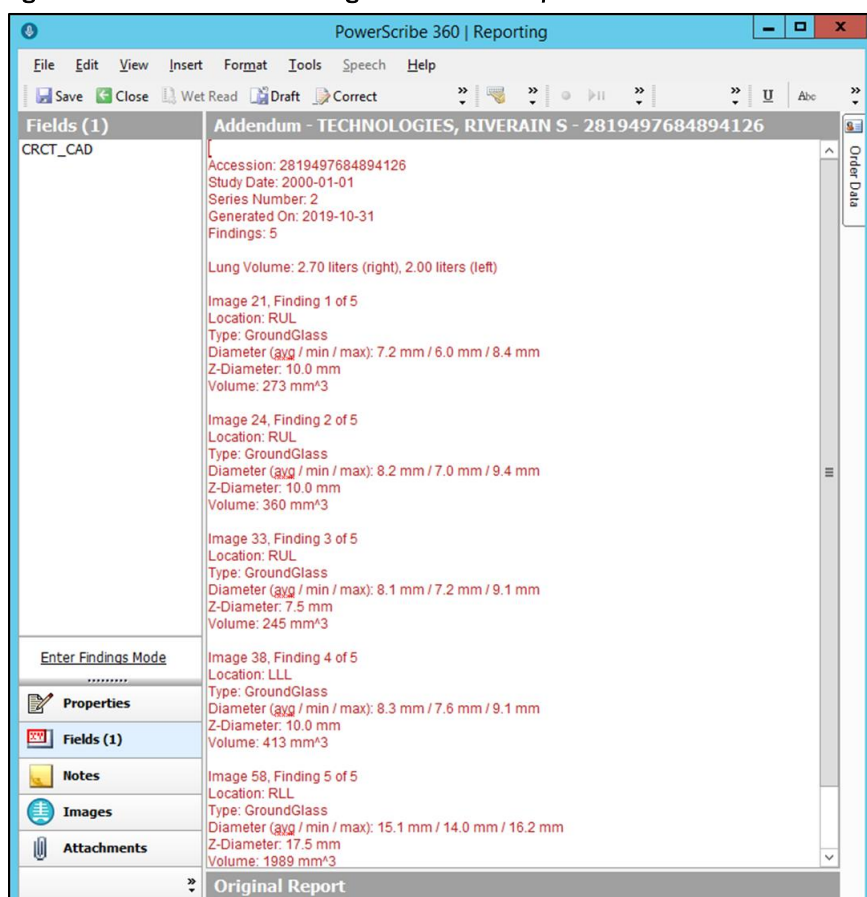 PowerScribe 360 | Reporting
File Edit View Insert Format Tools Speech Help
Save Close Wet Read Draft Correct U Abc
Fields (1)
CRCT_CAD
Addendum - TECHNOLOGIES, RIVERAIN S - 2819497684894126
Order Data
[
Accession: 2819497684894126
Study Date: 2000-01-01
Series Number: 2
Generated On: 2019-10-31
Findings: 5
Lung Volume: 2.70 liters (right), 2.00 liters (left)
Image 21, Finding 1 of 5
Location: RUL
Type: GroundGlass
Diameter (avg / min / max): 7.2 mm / 6.0 mm / 8.4 mm
Z-Diameter: 10.0 mm
Volume: 273 mm^3
Image 24, Finding 2 of 5
Location: RUL
Type: GroundGlass
Diameter (avg / min / max): 8.2 mm / 7.0 mm / 9.4 mm
Z-Diameter: 10.0 mm
Volume: 360 mm^3
Image 33, Finding 3 of 5
Location: RUL
Type: GroundGlass
Diameter (avg / min / max): 8.1 mm / 7.2 mm / 9.1 mm
Z-Diameter: 7.5 mm
Volume: 245 mm^3
Image 38, Finding 4 of 5
Location: LLL
Type: GroundGlass
Diameter (avg / min / max): 8.3 mm / 7.6 mm / 9.1 mm
Z-Diameter: 10.0 mm
Volume: 413 mm^3
Image 58, Finding 5 of 5
Location: RLL
Type: GroundGlass
Diameter (avg / min / max): 15.1 mm / 14.0 mm / 16.2 mm
Z-Diameter: 17.5 mm
Volume: 1989 mm^3
Enter Findings Mode
Properties
Fields (1)
Notes
Images
Attachments
Original Report